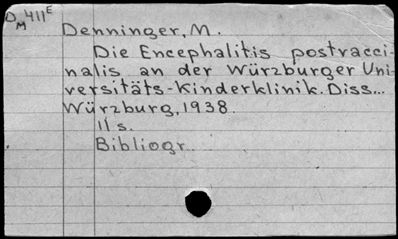 D M 411 E
Denninger, M.
Die Encephalitis postvacci-
nalis an der Würzburger Uni-
versitäts-Kinderklinik. Diss...
Würzburg, 1938.
11 s.
Bibliogr.